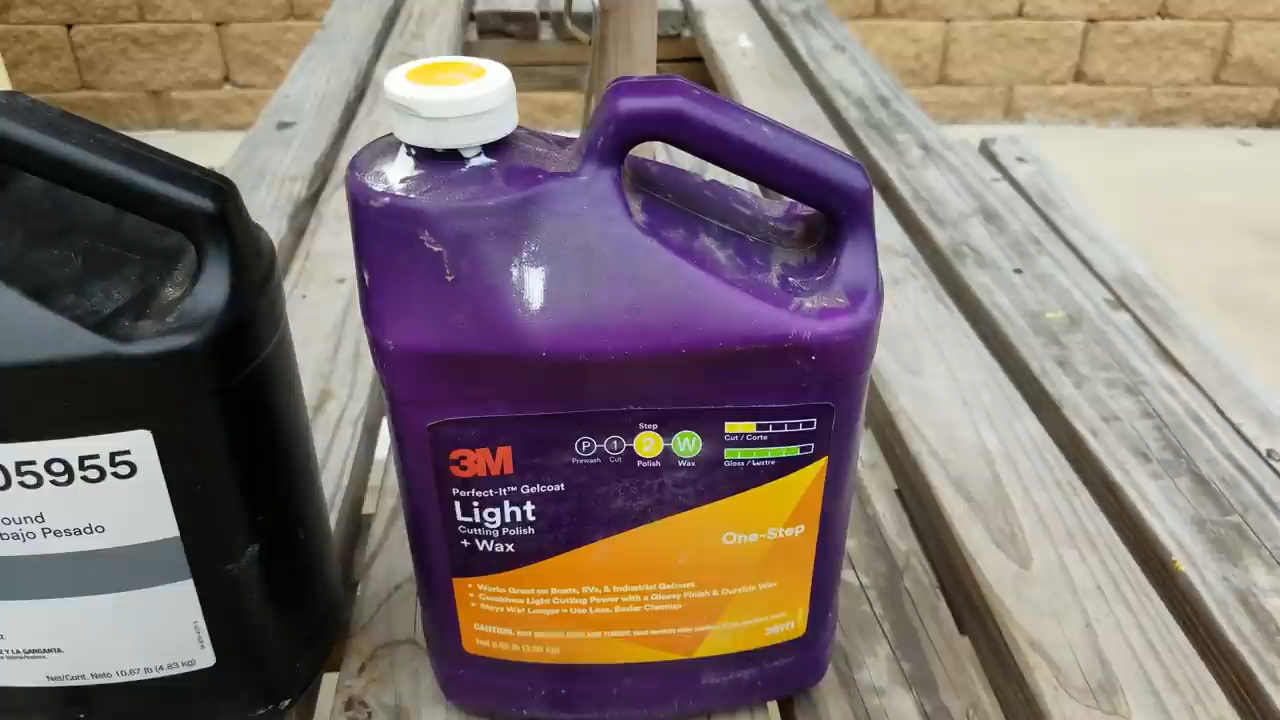 05955
ound
bajo Pesado
Z Y LA GARGANTA.
Net/Cont. Neto 10.67 lb (4.83 kg)
3M
Step
P 1 2 W
Prewash Cut Polish Wax
Cut / Corte
Gloss / Lustre
Perfect-It™ Gelcoat
Light
Cutting Polish
+ Wax
One-Step
• Works Great on Boats, RVs, & Industrial Gelcoat
• Combines Light Cutting Power with a Glossy Finish & Durable Wax
• Stays Wet Longer = Use Less, Easier Cleanup
CAUTION.